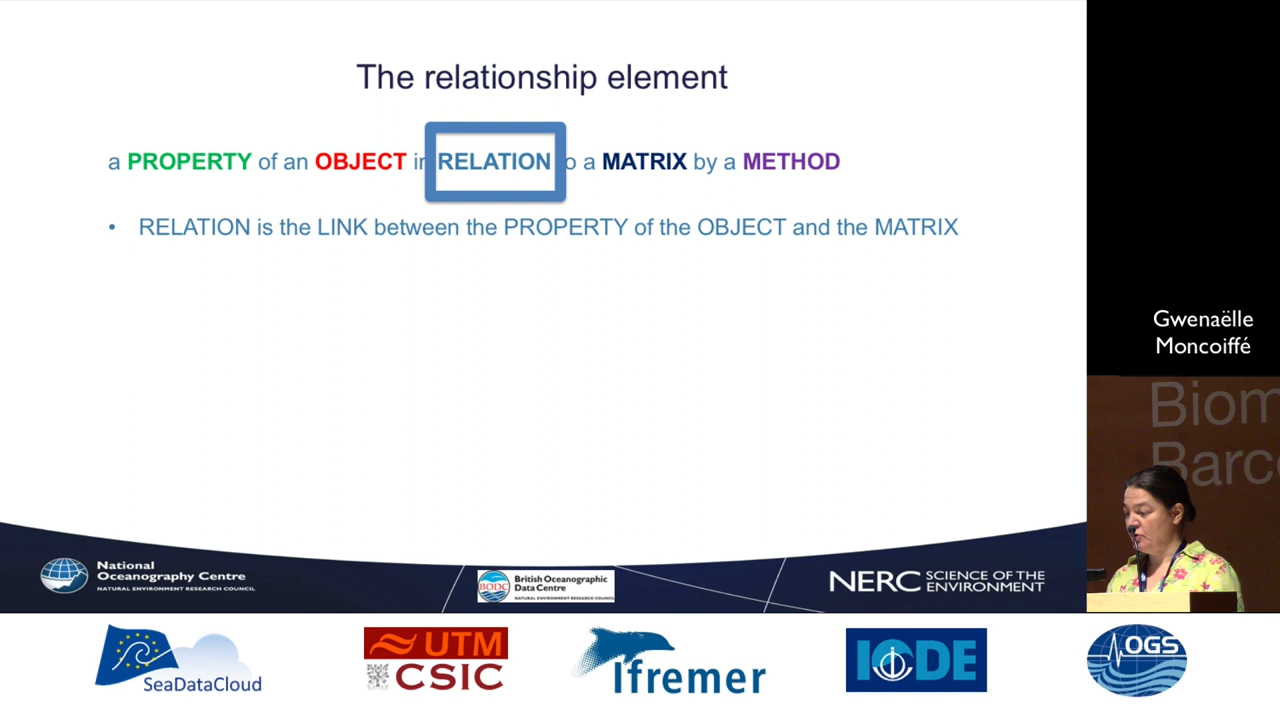 The relationship element
a PROPERTY of an OBJECT in RELATION to a MATRIX by a METHOD
• RELATION is the LINK between the PROPERTY of the OBJECT and the MATRIX
Gwenaëlle
Moncoiffé
Biom
Barce
National
Oceanography Centre
NATURAL ENVIRONMENT RESEARCH COUNCIL
BODC
British Oceanographic
Data Centre
NATURAL ENVIRONMENT RESEARCH COUNCIL
NERC SCIENCE OF THE
ENVIRONMENT
SeaDataCloud
UTM
CSIC
Ifremer
IODE
OGS